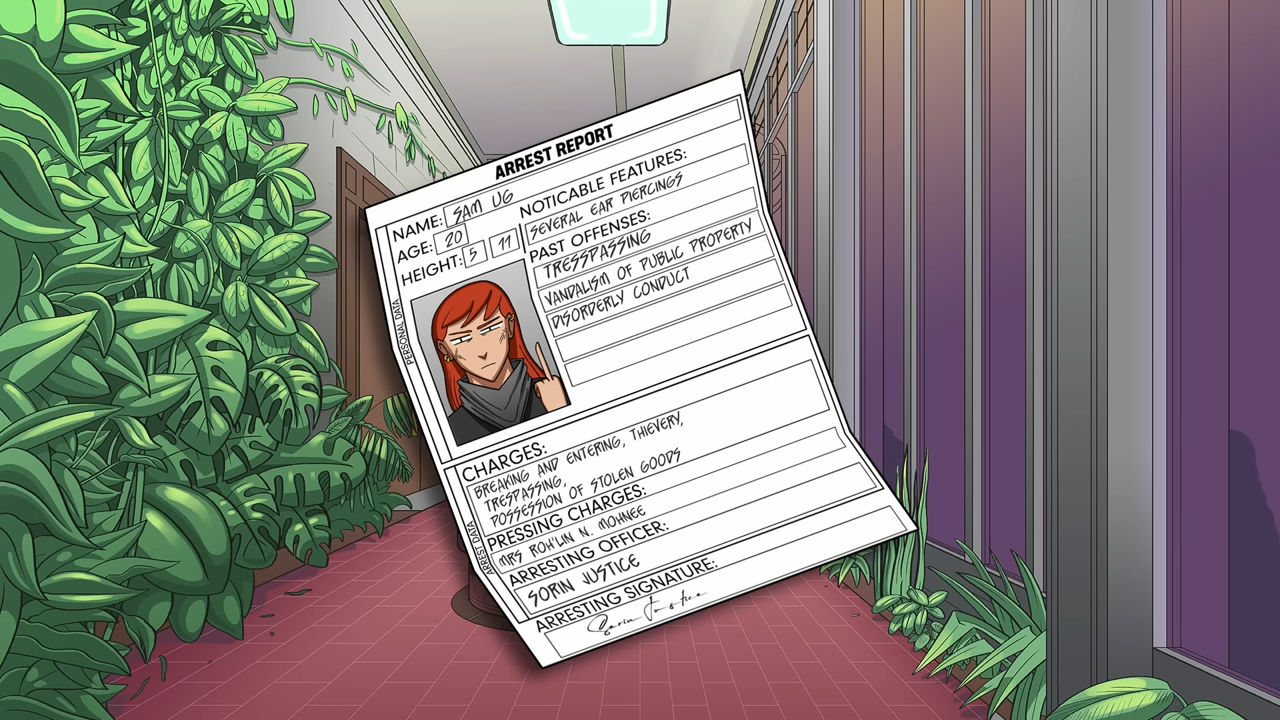 ARREST REPORT
NAME: SAM UG
AGE: 20
HEIGHT: 5 11
NOTICABLE FEATURES:
SEVERAL EAR PIERCINGS
PAST OFFENSES:
TRESSPASSING
VANDALISM OF PUBLIC PROPERTY
DISORDERLY CONDUCT
PERSONAL DATA
CHARGES:
BREAKING AND ENTERING, THIEVERY,
TRESPASSING,
POSSESSION OF STOLEN GOODS
PRESSING CHARGES:
MRS ROH'LIN N. MOHNEE
ARRESTING OFFICER:
SORIN JUSTICE
ARRESTING SIGNATURE:
Sorin Justice
ARREST DATA